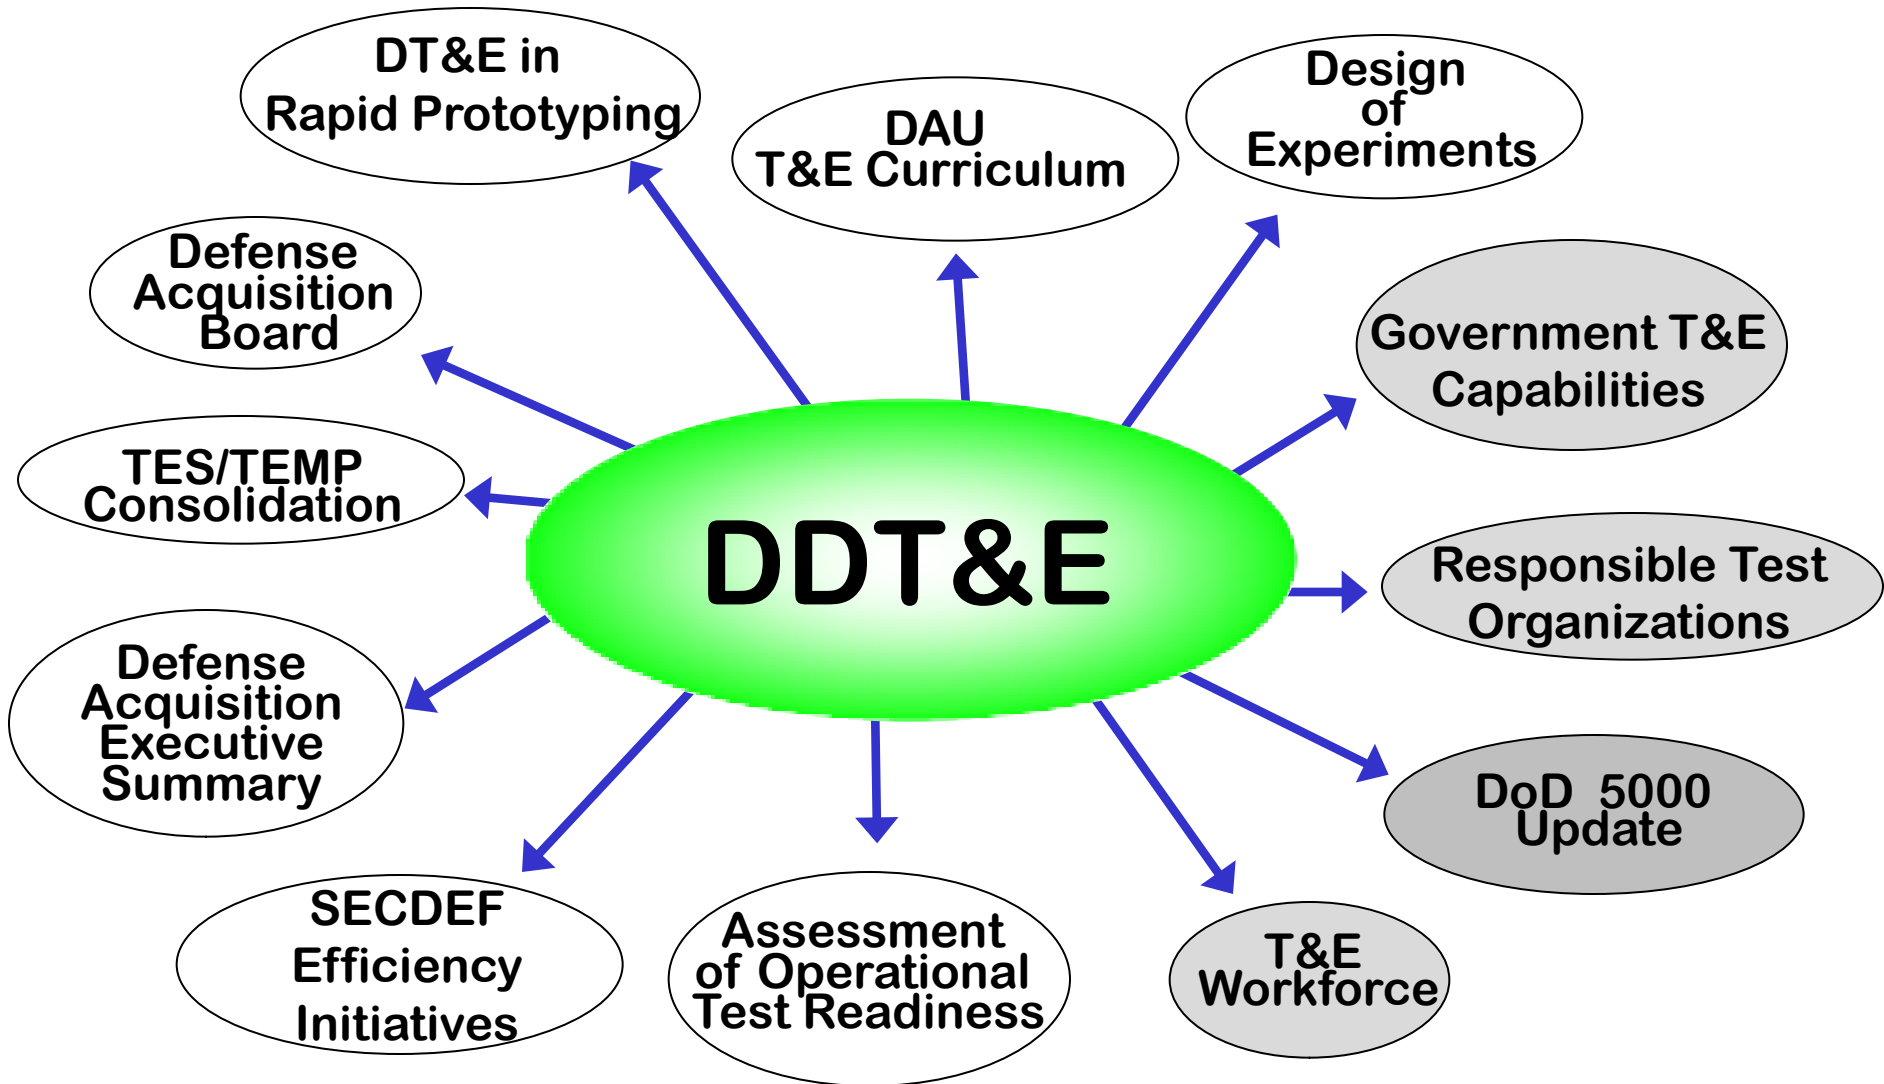 DT&E in
Rapid Prototyping
DAU
T&E Curriculum
Design
of
Experiments
Defense
Acquisition
Board
Government T&E
Capabilities
TES/TEMP
Consolidation
DDT&E
Responsible Test
Organizations
Defense
Acquisition
Executive
Summary
DoD 5000
Update
SECDEF
Efficiency
Initiatives
Assessment
of Operational
Test Readiness
T&E
Workforce